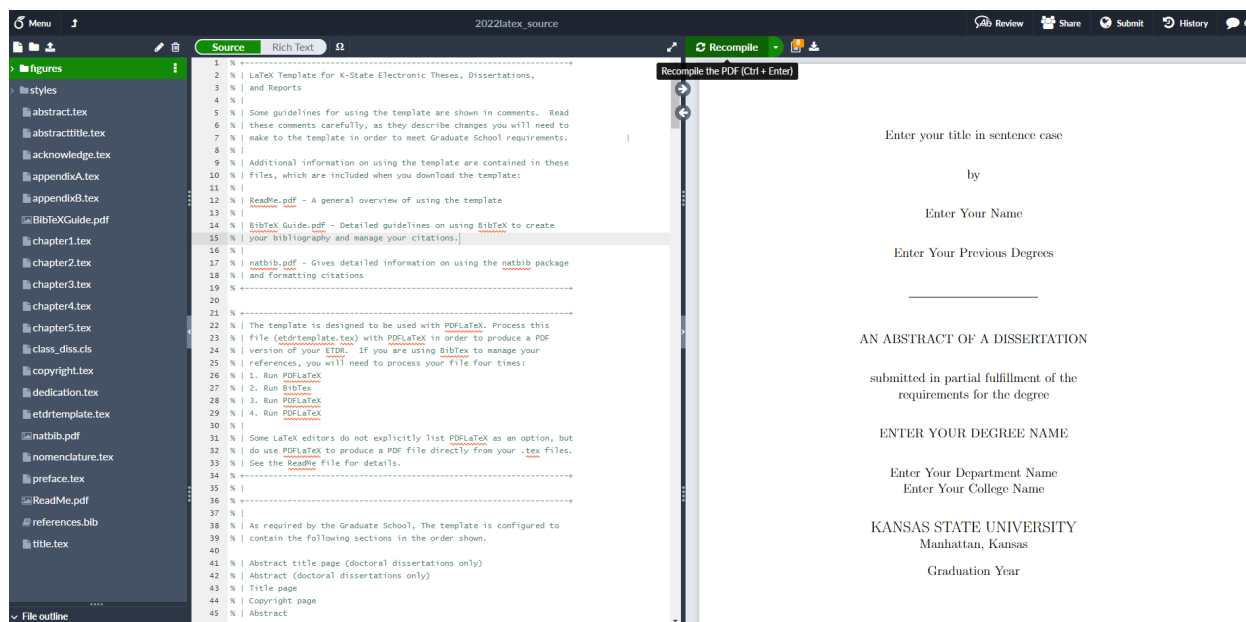 Menu
2022latex_source
Review
Share
Submit
History
Source
Rich Text
Ω
Recompile
Recompile the PDF (Ctrl + Enter)
figures
styles
abstract.tex
abstracttitle.tex
acknowledge.tex
appendixA.tex
appendixB.tex
BibTeXGuide.pdf
chapter1.tex
chapter2.tex
chapter3.tex
chapter4.tex
chapter5.tex
class_diss.cls
copyright.tex
dedication.tex
etdrtemplate.tex
natbib.pdf
nomenclature.tex
preface.tex
ReadMe.pdf
references.bib
title.tex
File outline
1 % +----------------------------------------------------------------------+
2 % | LaTeX Template for K-State Electronic Theses, Dissertations,
3 % | and Reports
4 % |
5 % | Some guidelines for using the template are shown in comments. Read
6 % | these comments carefully, as they describe changes you will need to
7 % | make to the template in order to meet Graduate School requirements. |
8 % |
9 % | Additional information on using the template are contained in these
10 % | files, which are included when you download the template:
11 % |
12 % | ReadMe.pdf - A general overview of using the template
13 % |
14 % | BibTeX Guide.pdf - Detailed guidelines on using BibTeX to create
15 % | your bibliography and manage your citations.
16 % |
17 % | natbib.pdf - Gives detailed information on using the natbib package
18 % | and formatting citations
19 % +----------------------------------------------------------------------+
20
21 % +----------------------------------------------------------------------+
22 % | The template is designed to be used with PDFLaTeX. Process this
23 % | file (etdrtemplate.tex) with PDFLaTeX in order to produce a PDF
24 % | version of your ETDR. If you are using BibTex to manage your
25 % | references, you will need to process your file four times:
26 % | 1. Run PDFLaTeX
27 % | 2. Run BibTex
28 % | 3. Run PDFLaTeX
29 % | 4. Run PDFLaTeX
30 % |
31 % | Some LaTeX editors do not explicitly list PDFLaTeX as an option, but
32 % | do use PDFLaTeX to produce a PDF file directly from your .tex files.
33 % | See the ReadMe file for details.
34 % +----------------------------------------------------------------------+
35 % |
36 % +----------------------------------------------------------------------+
37 % |
38 % | As required by the Graduate School, The template is configured to
39 % | contain the following sections in the order shown.
40
41 % | Abstract title page (doctoral dissertations only)
42 % | Abstract (doctoral dissertations only)
43 % | Title page
44 % | Copyright page
45 % | Abstract
Enter your title in sentence case
by
Enter Your Name
Enter Your Previous Degrees
AN ABSTRACT OF A DISSERTATION
submitted in partial fulfillment of the
requirements for the degree
ENTER YOUR DEGREE NAME
Enter Your Department Name
Enter Your College Name
KANSAS STATE UNIVERSITY
Manhattan, Kansas
Graduation Year